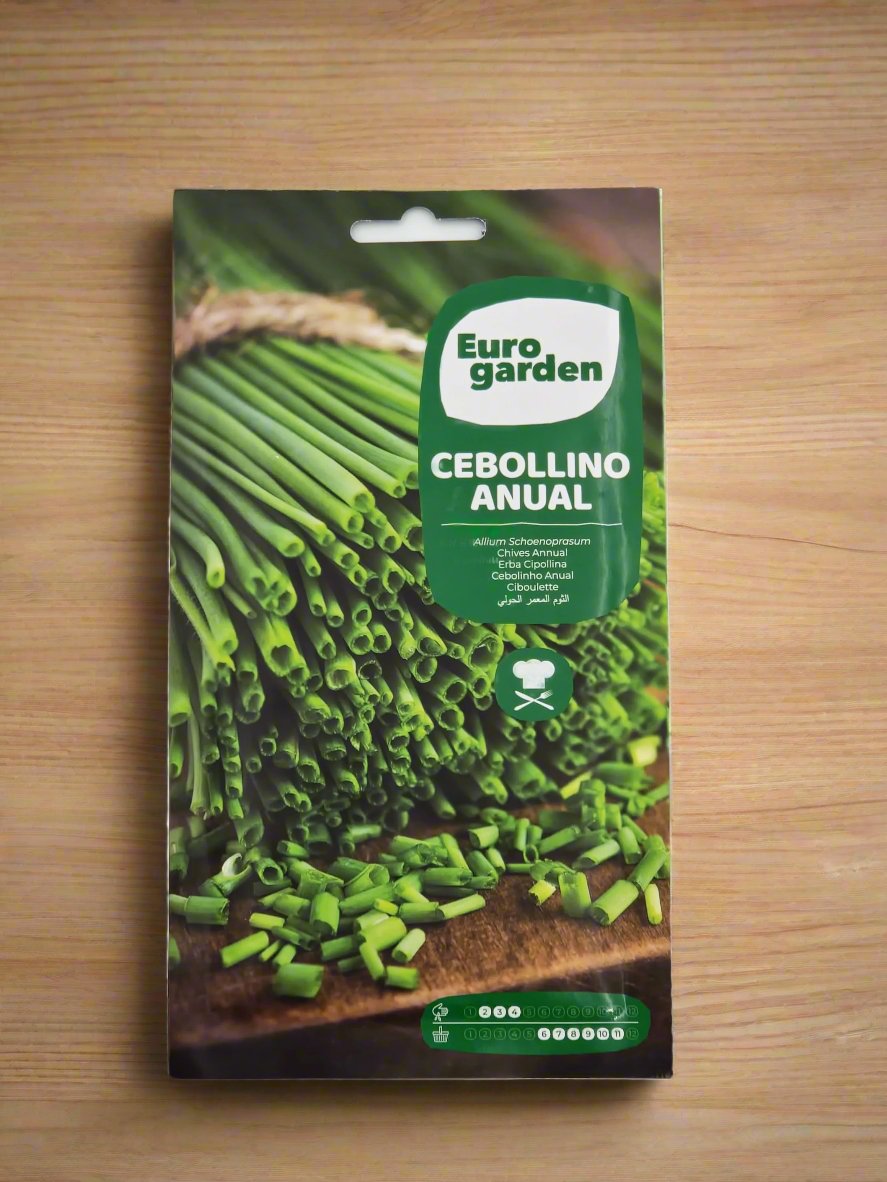 Euro
garden
CEBOLLINO
ANUAL
Allium Schoenoprasum
Chives Annual
Erba Cipollina
Cebolinho Anual
Ciboulette
الثوم المعمر الحولي
1 2 3 4 5 6 7 8 9 10 11 12
1 2 3 4 5 6 7 8 9 10 11 12